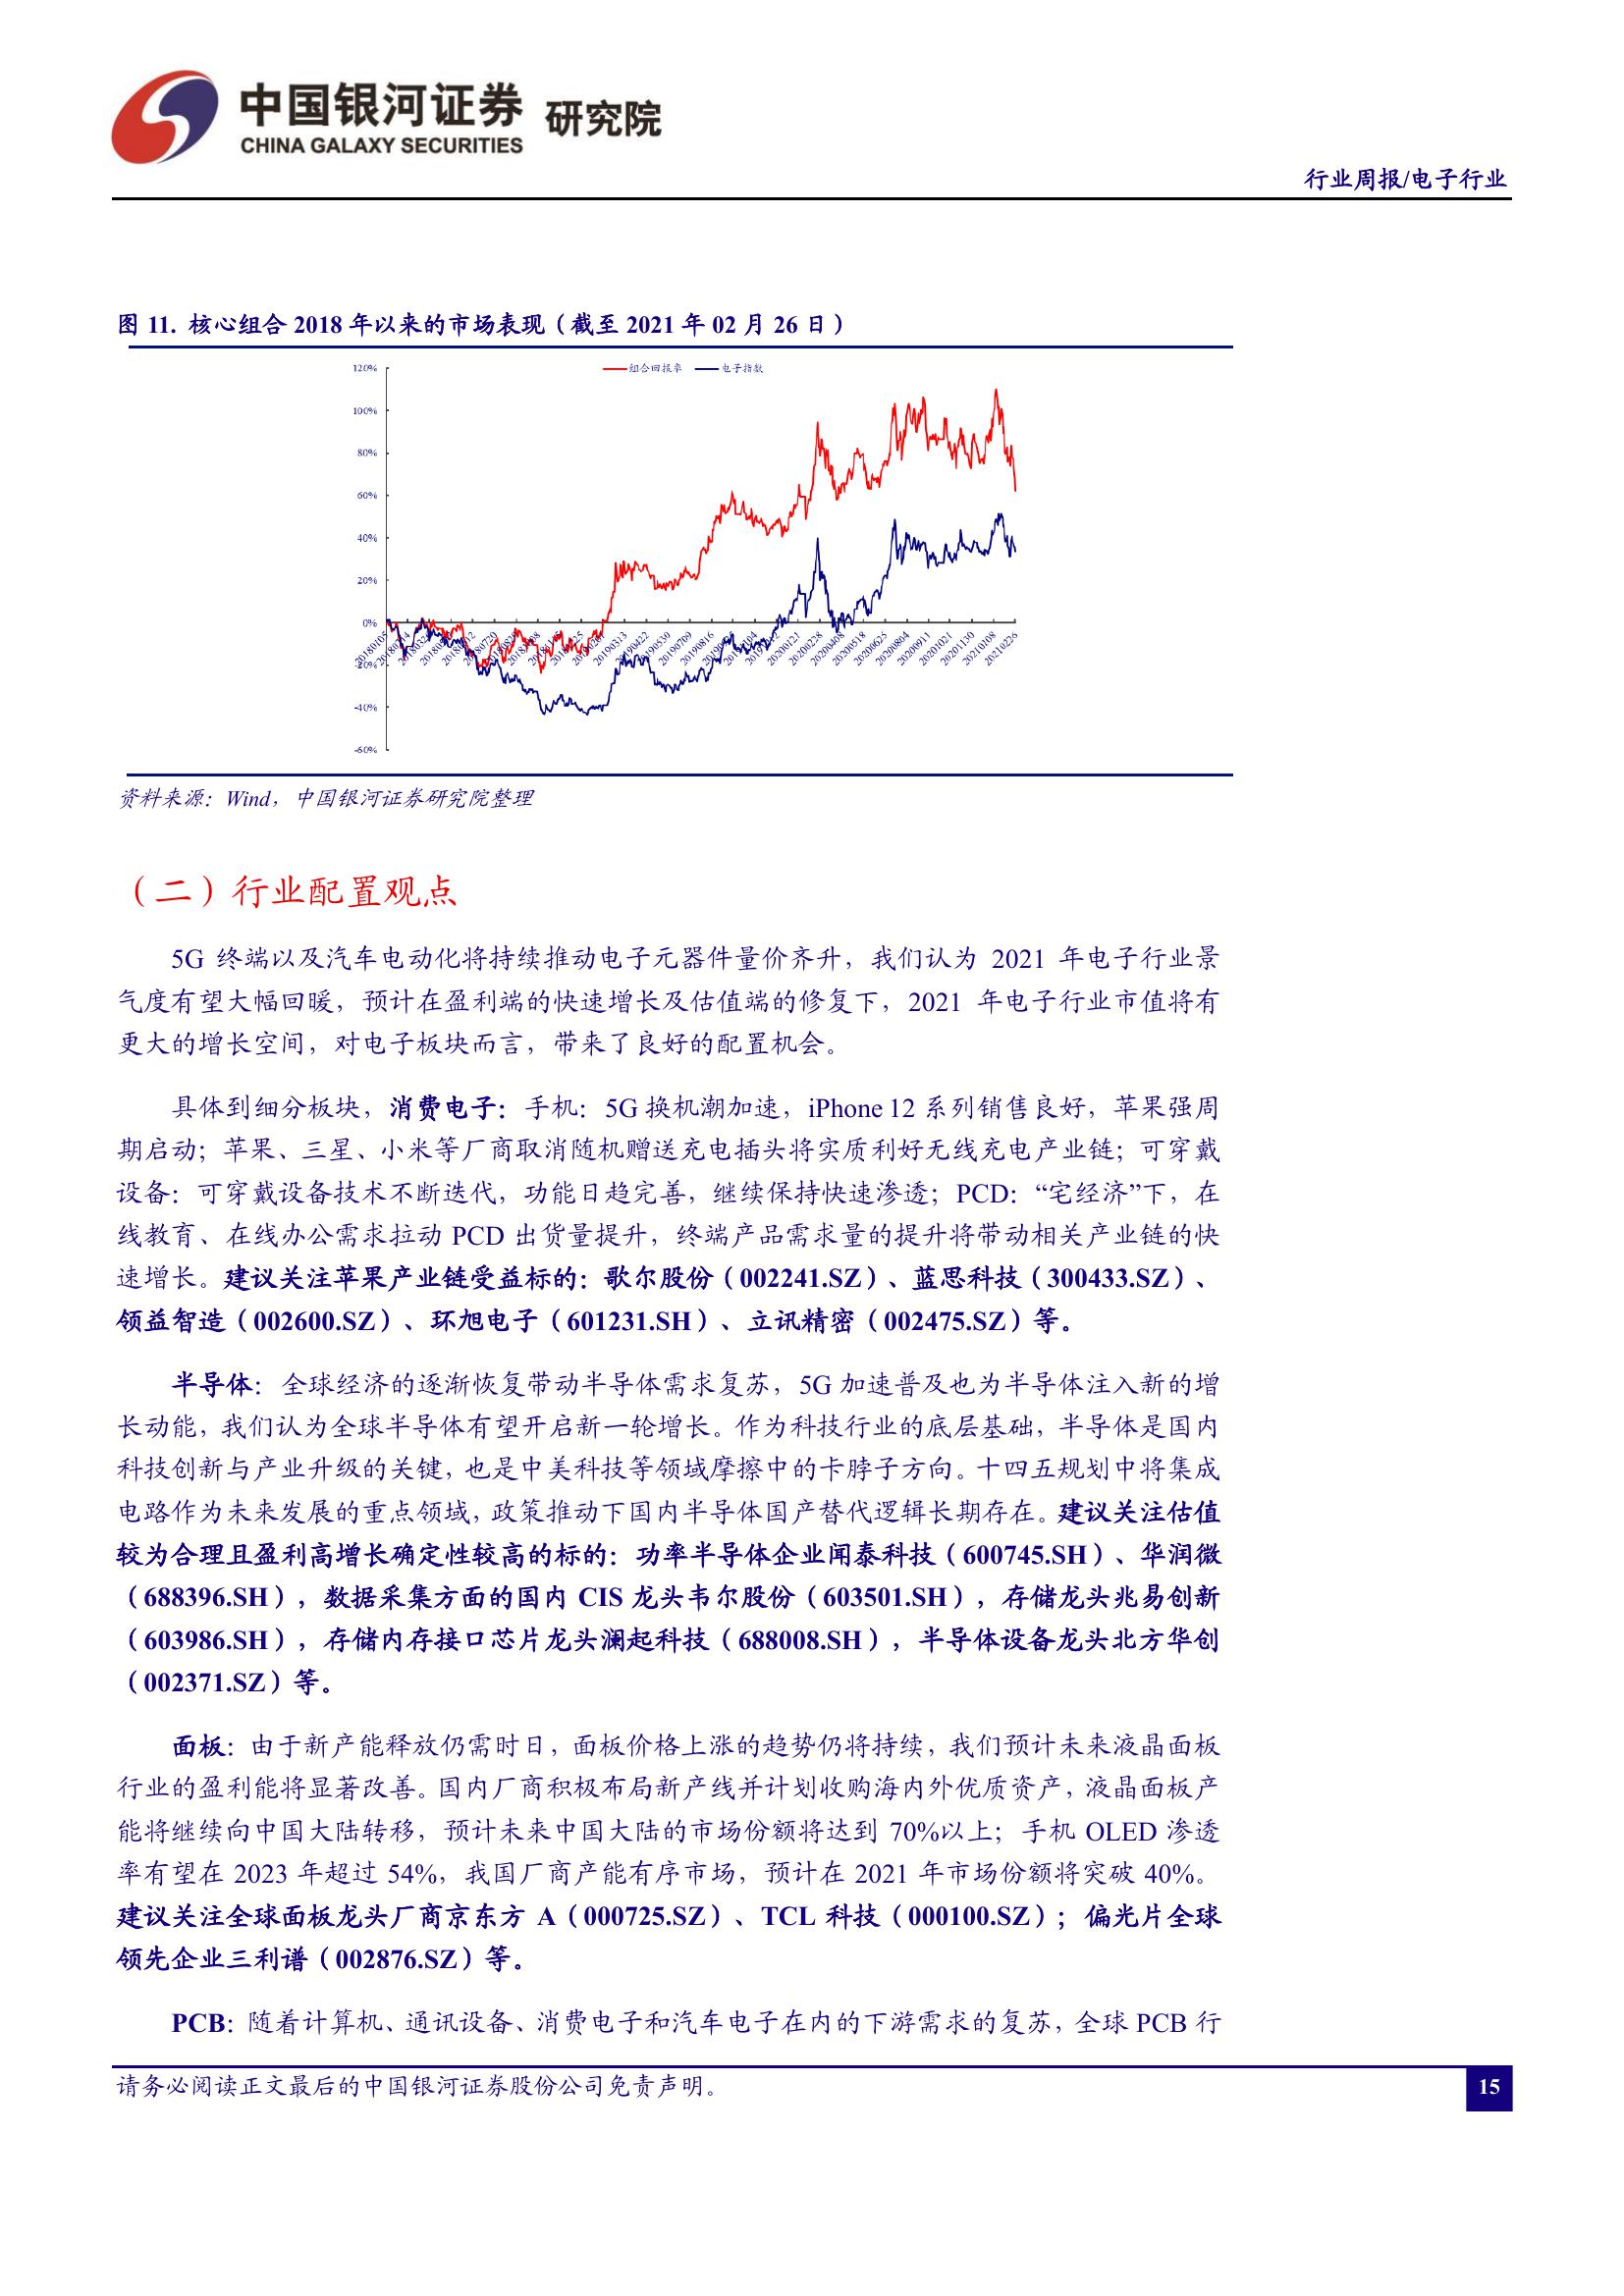 中国银河证券 研究院
CHINA GALAXY SECURITIES
行业周报/电子行业
图 11. 核心组合 2018 年以来的市场表现（截至 2021 年 02 月 26 日）
组合回报率 电子指数
120%
100%
80%
60%
40%
20%
0%
-20%
-40%
-60%
20180105 20180720 20190313 20190422 20190530 20190709 20190816 20200121 20200228 20200408 20200518 20200625 20200804 20200911 20201021 20201130 20210108 20210226
资料来源：Wind，中国银河证券研究院整理
（二）行业配置观点
5G 终端以及汽车电动化将持续推动电子元器件量价齐升，我们认为 2021 年电子行业景
气度有望大幅回暖，预计在盈利端的快速增长及估值端的修复下，2021 年电子行业市值将有
更大的增长空间，对电子板块而言，带来了良好的配置机会。
具体到细分板块，消费电子：手机：5G 换机潮加速，iPhone 12 系列销售良好，苹果强周
期启动；苹果、三星、小米等厂商取消随机赠送充电插头将实质利好无线充电产业链；可穿戴
设备：可穿戴设备技术不断迭代，功能日趋完善，继续保持快速渗透；PCD：“宅经济”下，在
线教育、在线办公需求拉动 PCD 出货量提升，终端产品需求量的提升将带动相关产业链的快
速增长。建议关注苹果产业链受益标的：歌尔股份（002241.SZ）、蓝思科技（300433.SZ）、
领益智造（002600.SZ）、环旭电子（601231.SH）、立讯精密（002475.SZ）等。
半导体：全球经济的逐渐恢复带动半导体需求复苏，5G 加速普及也为半导体注入新的增
长动能，我们认为全球半导体有望开启新一轮增长。作为科技行业的底层基础，半导体是国内
科技创新与产业升级的关键，也是中美科技等领域摩擦中的卡脖子方向。十四五规划中将集成
电路作为未来发展的重点领域，政策推动下国内半导体国产替代逻辑长期存在。建议关注估值
较为合理且盈利高增长确定性较高的标的：功率半导体企业闻泰科技（600745.SH）、华润微
（688396.SH），数据采集方面的国内 CIS 龙头韦尔股份（603501.SH），存储龙头兆易创新
（603986.SH），存储内存接口芯片龙头澜起科技（688008.SH），半导体设备龙头北方华创
（002371.SZ）等。
面板：由于新产能释放仍需时日，面板价格上涨的趋势仍将持续，我们预计未来液晶面板
行业的盈利能将显著改善。国内厂商积极布局新产线并计划收购海内外优质资产，液晶面板产
能将继续向中国大陆转移，预计未来中国大陆的市场份额将达到 70%以上；手机 OLED 渗透
率有望在 2023 年超过 54%，我国厂商产能有序市场，预计在 2021 年市场份额将突破 40%。
建议关注全球面板龙头厂商京东方 A（000725.SZ）、TCL 科技（000100.SZ）；偏光片全球
领先企业三利谱（002876.SZ）等。
PCB：随着计算机、通讯设备、消费电子和汽车电子在内的下游需求的复苏，全球 PCB 行
请务必阅读正文最后的中国银河证券股份公司免责声明。
15